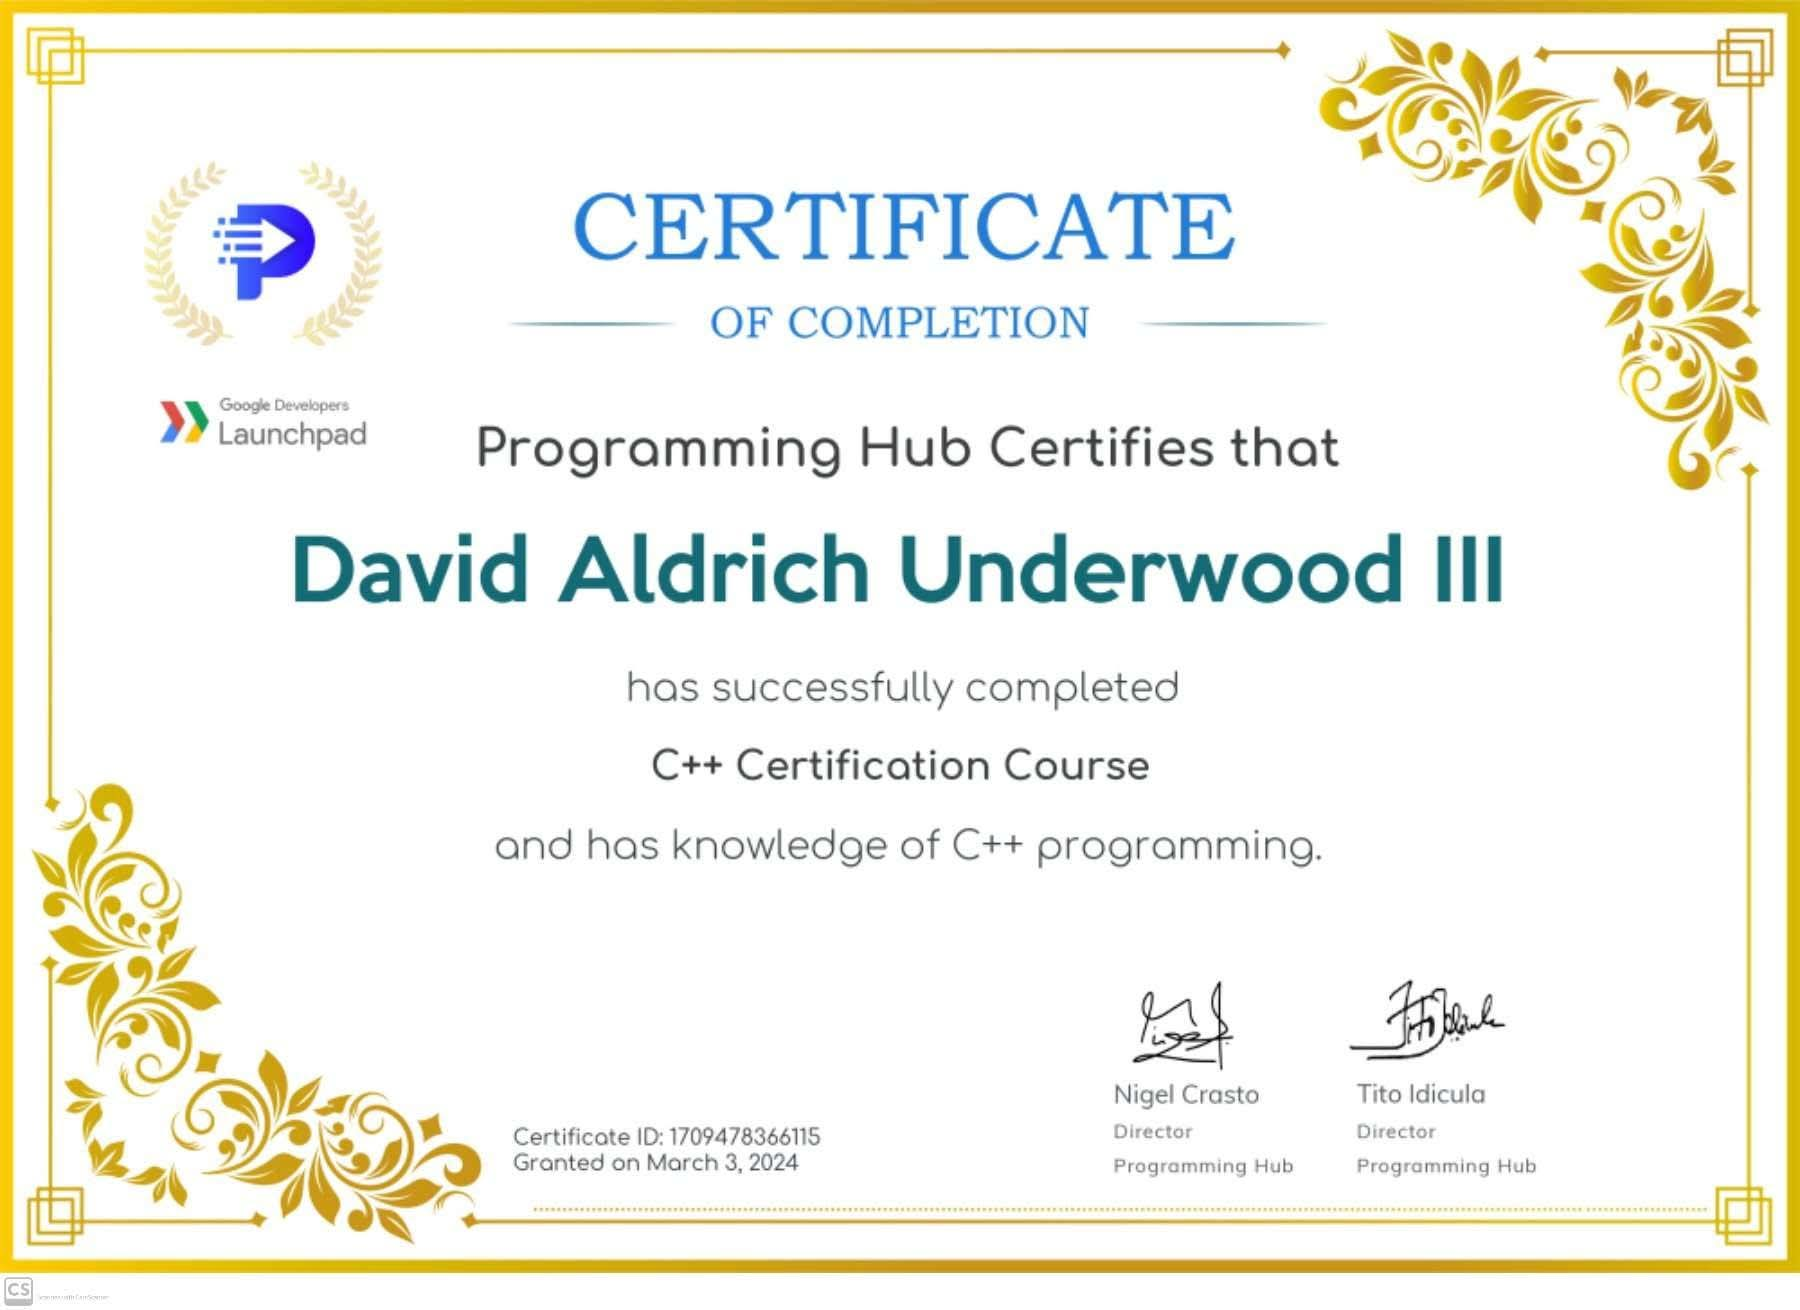 CERTIFICATE
OF COMPLETION
Google Developers
Launchpad
Programming Hub Certifies that
David Aldrich Underwood III
has successfully completed
C++ Certification Course
and has knowledge of C++ programming.
Nigel Crasto
Director
Programming Hub
Tito Idicula
Director
Programming Hub
Certificate ID: 1709478366115
Granted on March 3, 2024
CS